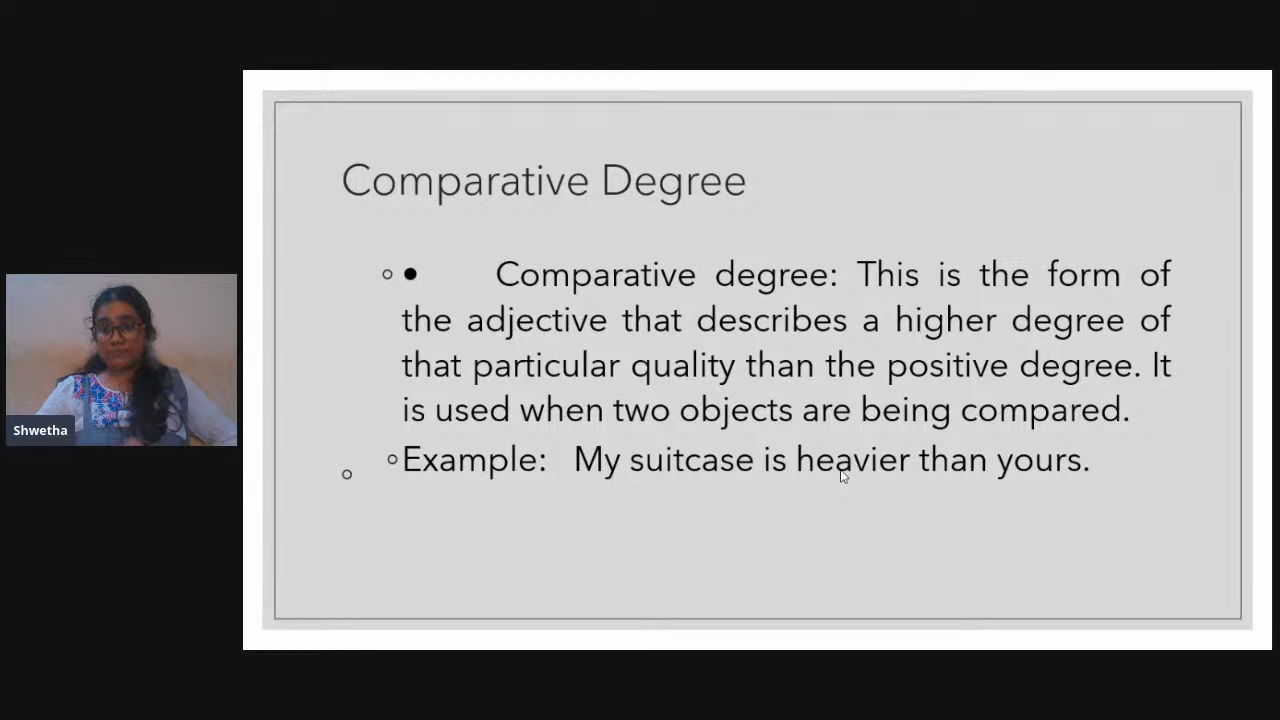 Comparative Degree
• Comparative degree: This is the form of
the adjective that describes a higher degree of
that particular quality than the positive degree. It
is used when two objects are being compared.
Example: My suitcase is heavier than yours.
Shwetha